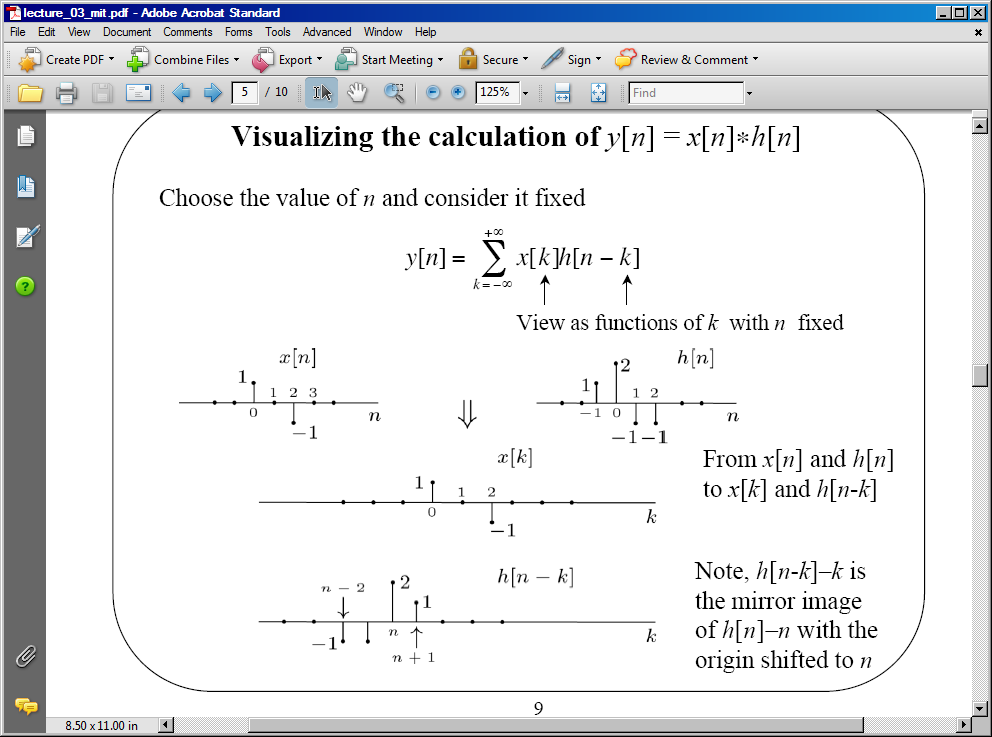 lecture_03_mit.pdf - Adobe Acrobat Standard
File Edit View Document Comments Forms Tools Advanced Window Help
Create PDF Combine Files Export Start Meeting Secure Sign Review & Comment
5 / 10 125% Find
Visualizing the calculation of y[n] = x[n]∗h[n]
Choose the value of n and consider it fixed
y[n] = ∑ x[k]h[n − k]
+∞
k=−∞
View as functions of k with n fixed
x[n]
1
1 2 3
0
−1
n
⇓
h[n]
2
1
1 2
−1 0
−1 −1
n
From x[n] and h[n]
to x[k] and h[n-k]
x[k]
1
1 2
0
−1
k
h[n − k]
n − 2
2
1
−1
n
n + 1
k
Note, h[n-k]–k is
the mirror image
of h[n]–n with the
origin shifted to n
9
8.50 x 11.00 in